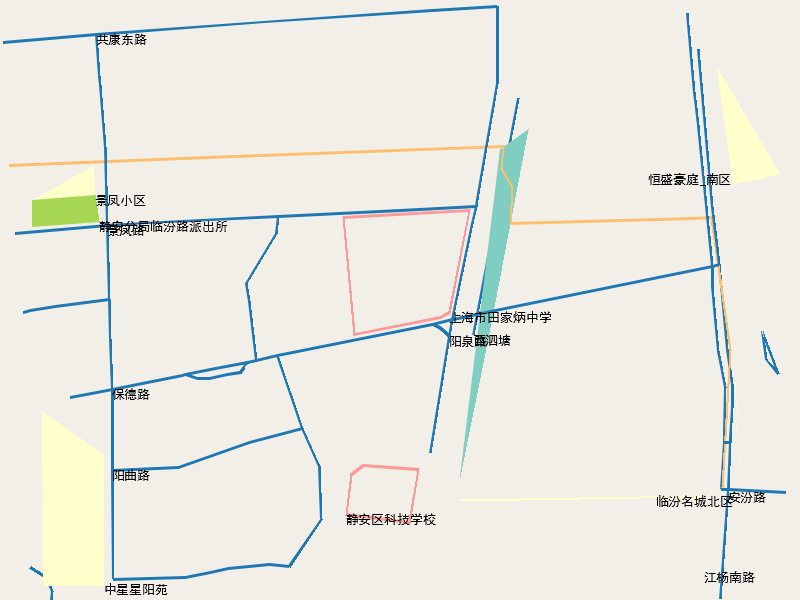 共康东路
恒盛豪庭_南区
景凤小区
静安分局临汾路派出所
景凤路
上海市田家炳中学
阳泉路
西泗塘
保德路
阳曲路
临汾名城北区
安汾路
静安区科技学校
江杨南路
中星星阳苑